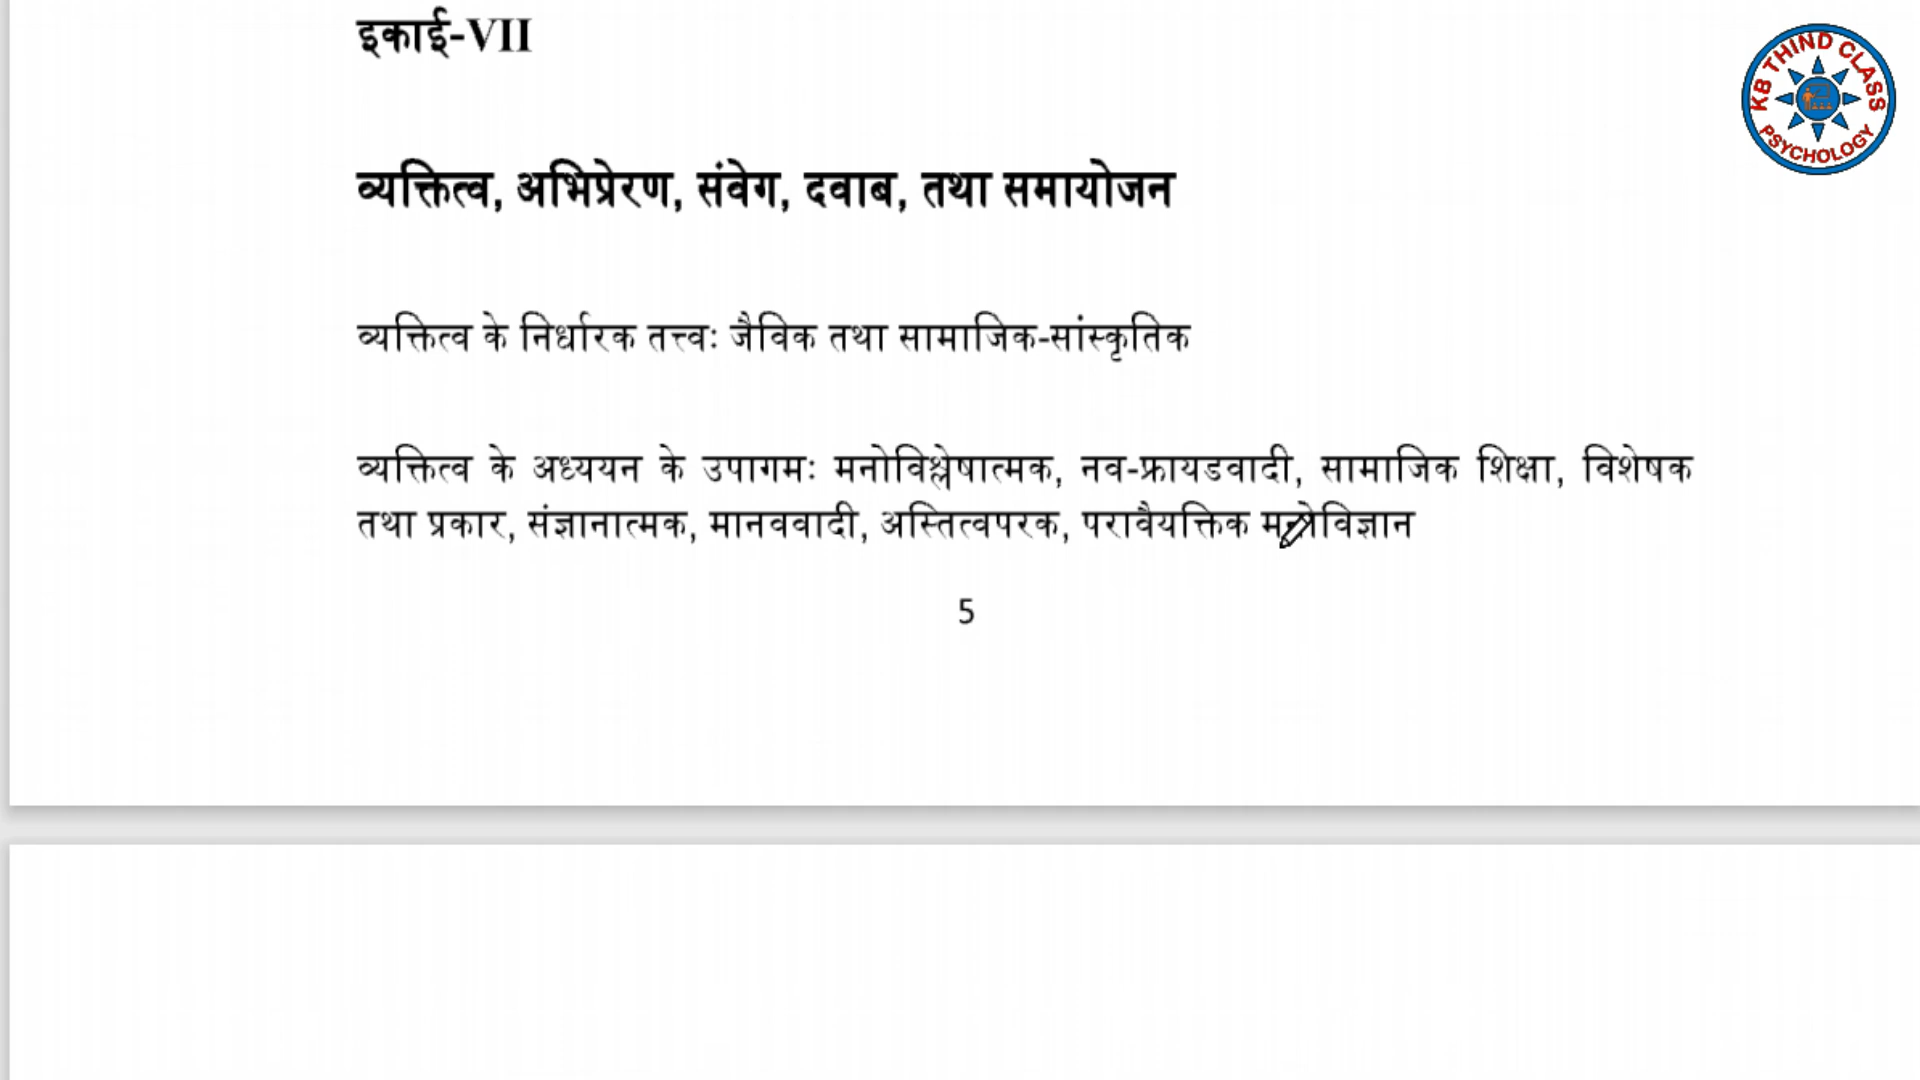 इकाई-VII
KB THIND CLASS
PSYCHOLOGY
व्यक्तित्व, अभिप्रेरण, संवेग, दवाब, तथा समायोजन
व्यक्तित्व के निर्धारक तत्त्वः जैविक तथा सामाजिक-सांस्कृतिक
व्यक्तित्व के अध्ययन के उपागमः मनोविश्लेषात्मक, नव-फ्रायडवादी, सामाजिक शिक्षा, विशेषक
तथा प्रकार, संज्ञानात्मक, मानववादी, अस्तित्वपरक, परावैयक्तिक मनोविज्ञान
5